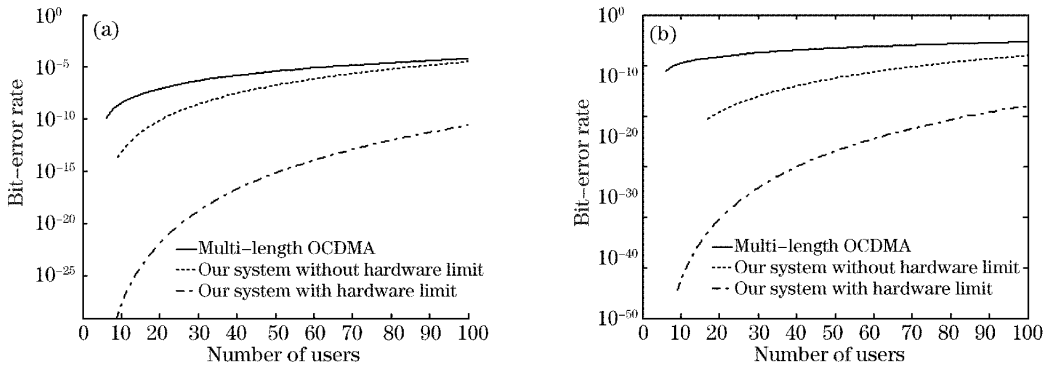 (a)
Bit-error rate
10^0
10^-5
10^-10
10^-15
10^-20
10^-25
Multi-length OCDMA
Our system without hardware limit
Our system with hardware limit
0 10 20 30 40 50 60 70 80 90 100
Number of users
(b)
Bit-error rate
10^0
10^-10
10^-20
10^-30
10^-40
10^-50
Multi-length OCDMA
Our system without hardware limit
Our system with hardware limit
0 10 20 30 40 50 60 70 80 90 100
Number of users